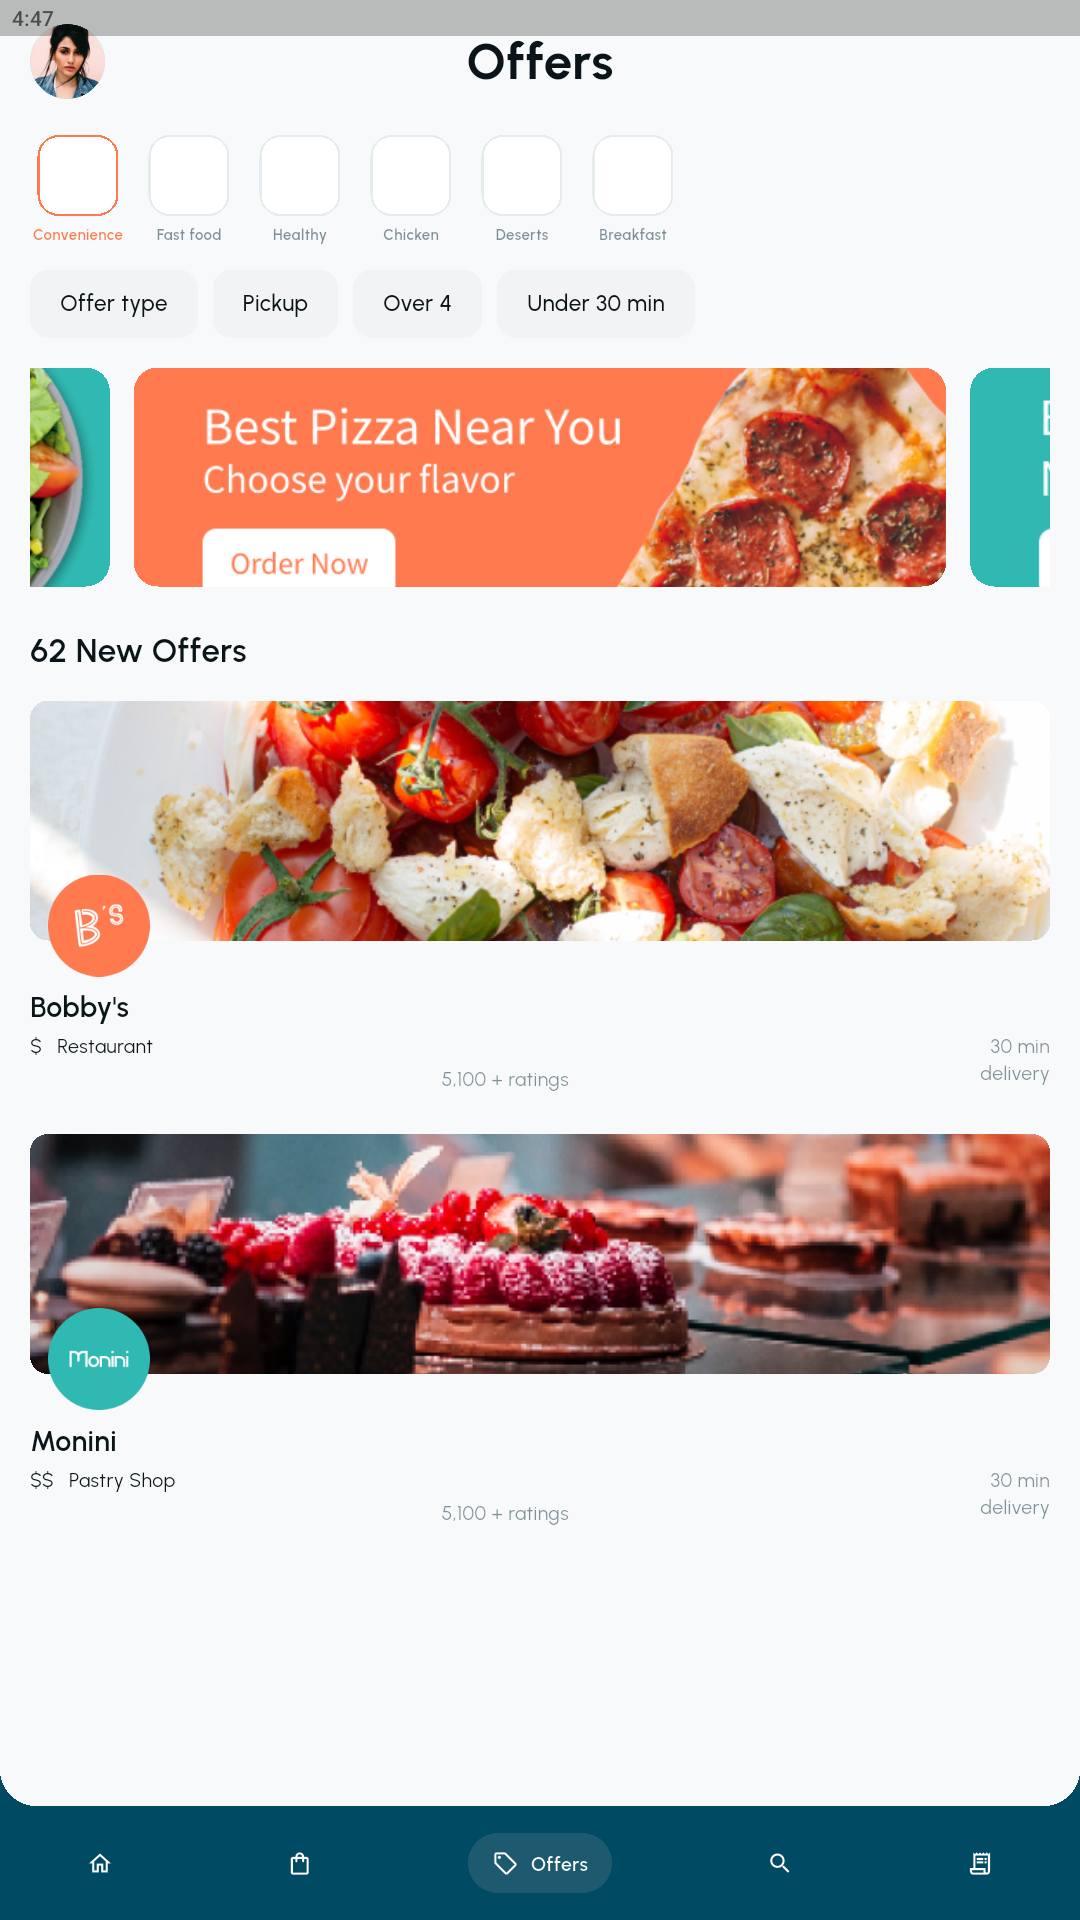 4:47
Offers
Convenience
Fast food
Healthy
Chicken
Deserts
Breakfast
Offer type
Pickup
Over 4
Under 30 min
Best Pizza Near You
Choose your flavor
Order Now
62 New Offers
B's
Bobby's
$ Restaurant
30 min
delivery
5,100 + ratings
Monini
Monini
$$ Pastry Shop
30 min
delivery
5,100 + ratings
Offers